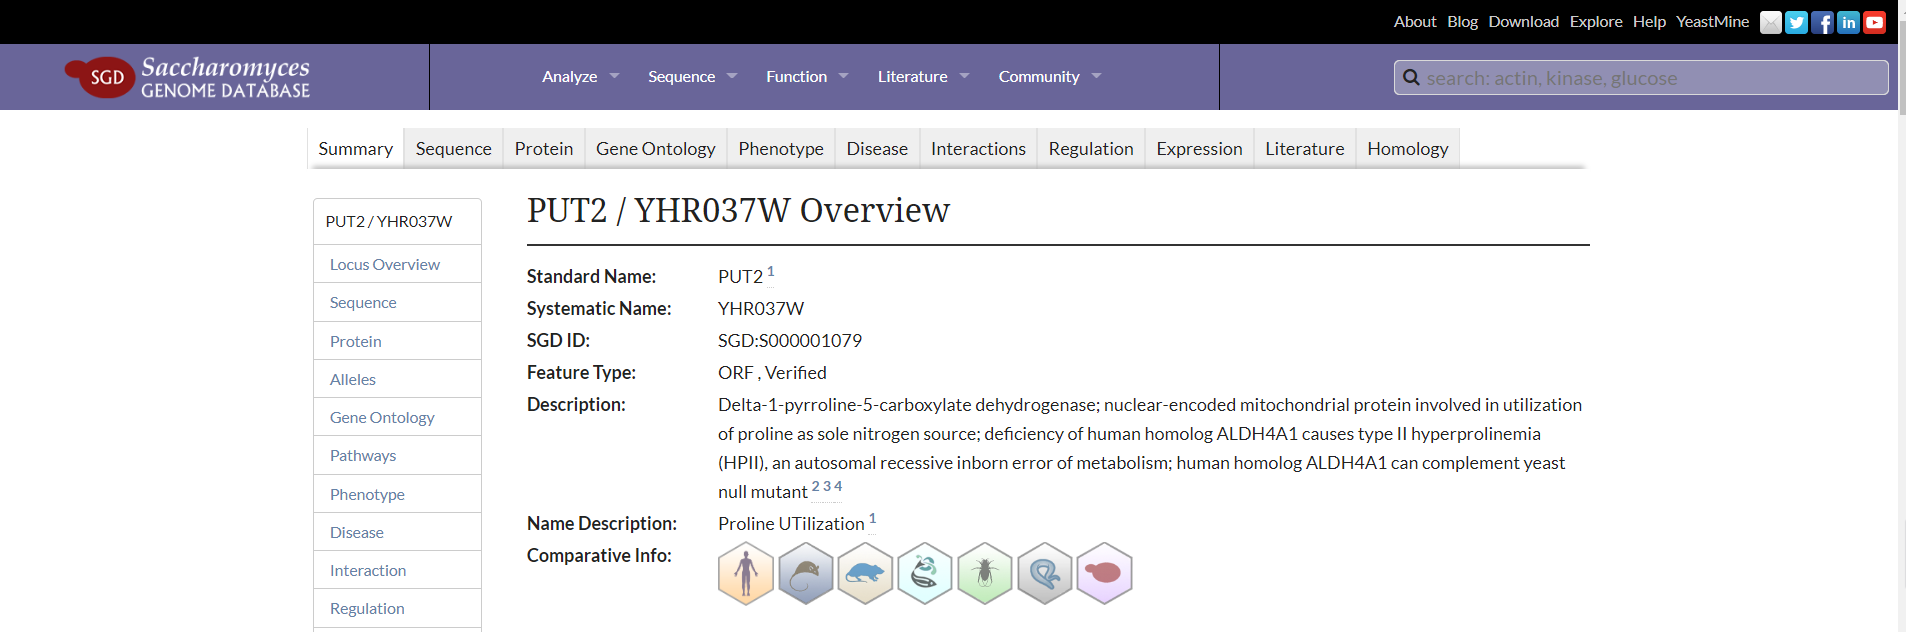 About Blog Download Explore Help YeastMine
SGD Saccharomyces
GENOME DATABASE
Analyze Sequence Function Literature Community
search: actin, kinase, glucose
Summary Sequence Protein Gene Ontology Phenotype Disease Interactions Regulation Expression Literature Homology
PUT2 / YHR037W
Locus Overview
Sequence
Protein
Alleles
Gene Ontology
Pathways
Phenotype
Disease
Interaction
Regulation
PUT2 / YHR037W Overview
Standard Name: PUT2 1
Systematic Name: YHR037W
SGD ID: SGD:S000001079
Feature Type: ORF , Verified
Description: Delta-1-pyrroline-5-carboxylate dehydrogenase; nuclear-encoded mitochondrial protein involved in utilization
of proline as sole nitrogen source; deficiency of human homolog ALDH4A1 causes type II hyperprolinemia
(HPII), an autosomal recessive inborn error of metabolism; human homolog ALDH4A1 can complement yeast
null mutant 2 3 4
Name Description: Proline UTilization 1
Comparative Info: